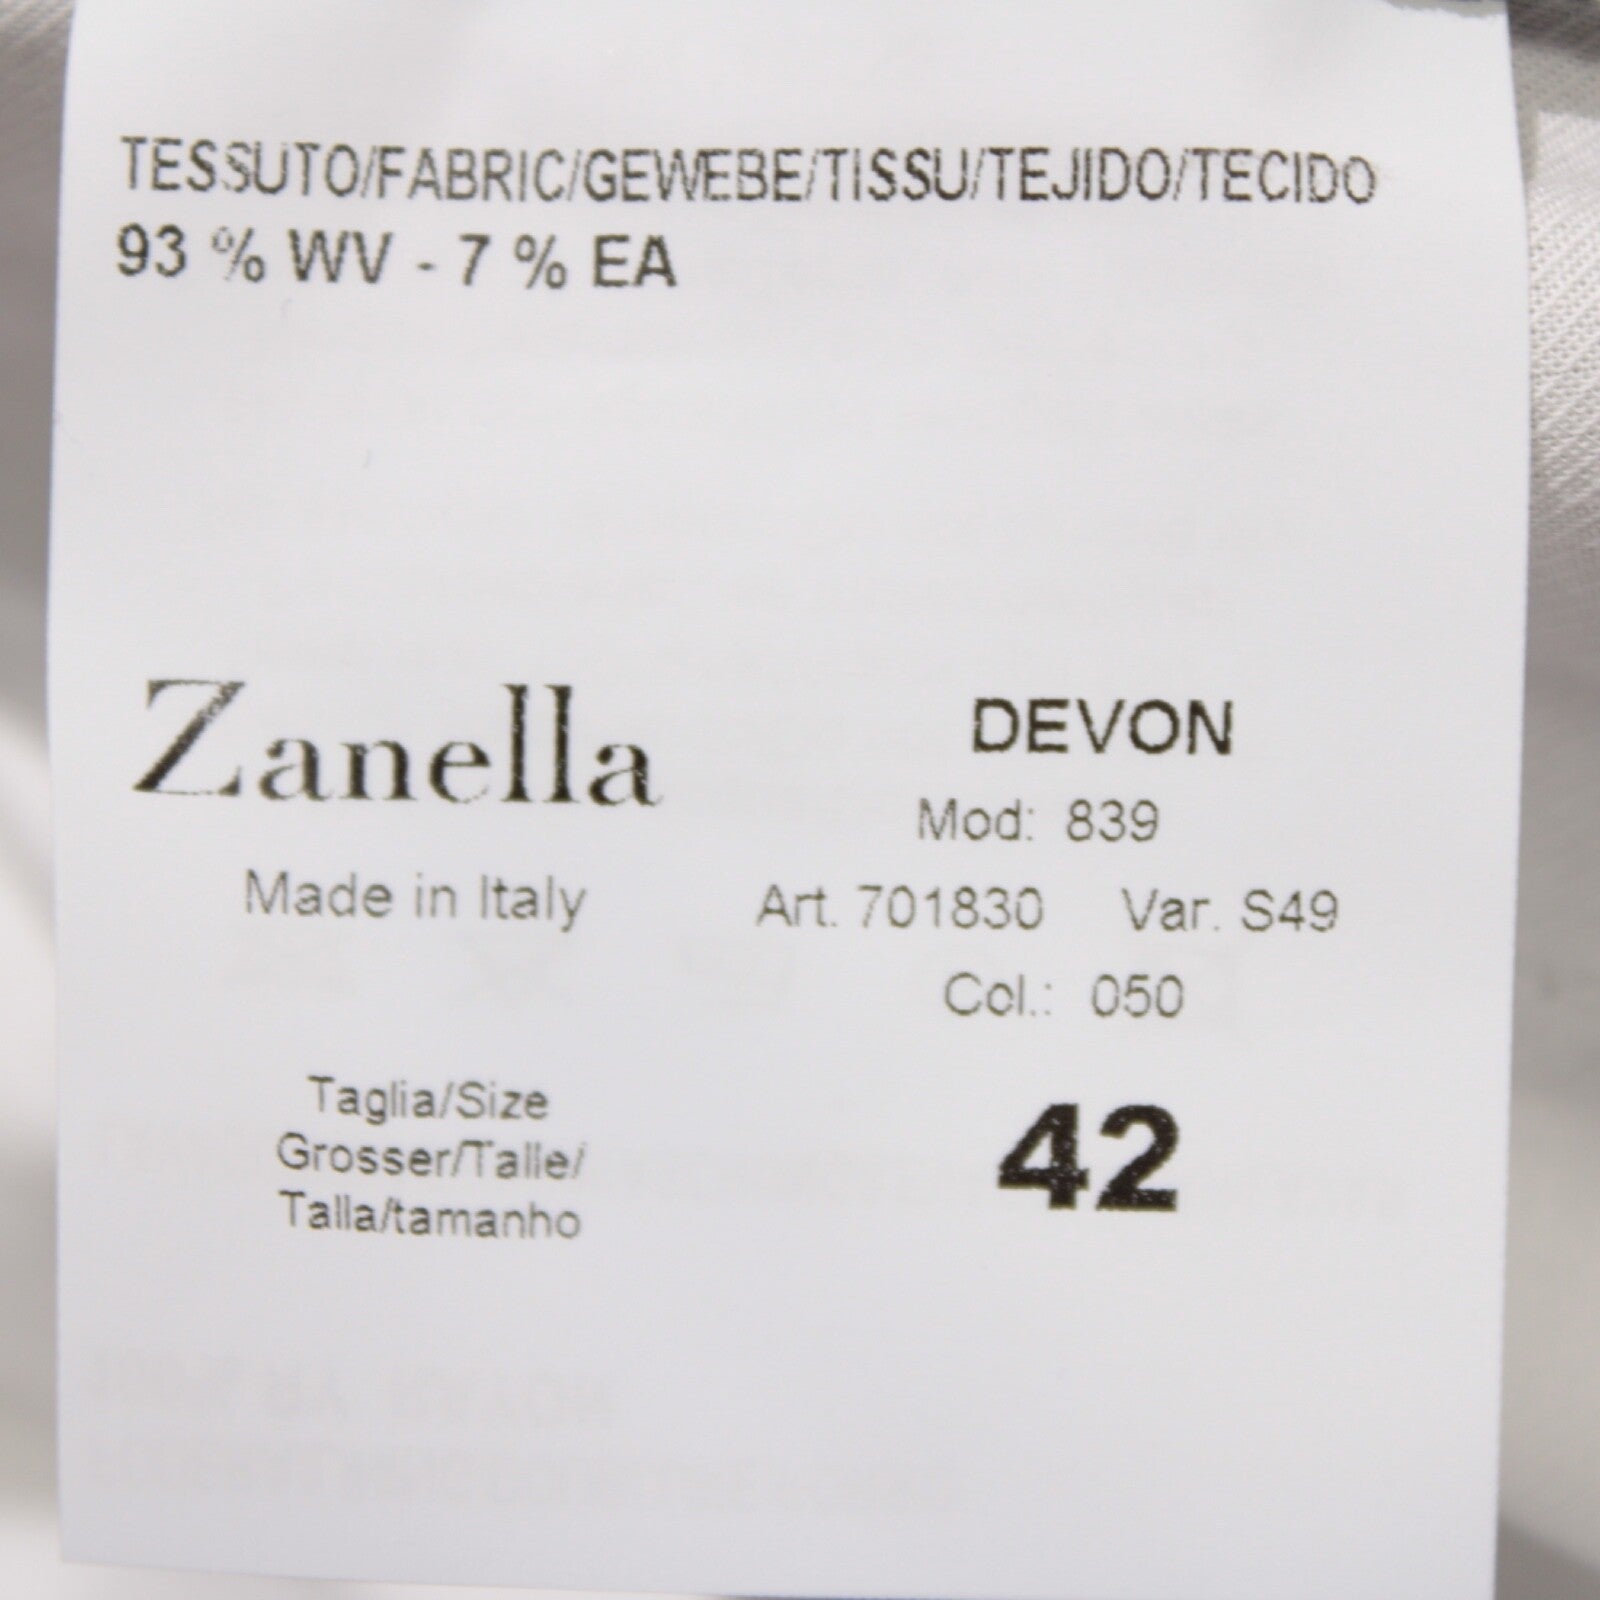 TESSUTO/FABRIC/GEWEBE/TISSU/TEJIDO/TECIDO
93 % WV - 7 % EA
Zanella
Made in Italy
DEVON
Mod: 839
Art. 701830 Var. S49
Col.: 050
Taglia/Size
Grosser/Talle/
Talla/tamanho
42